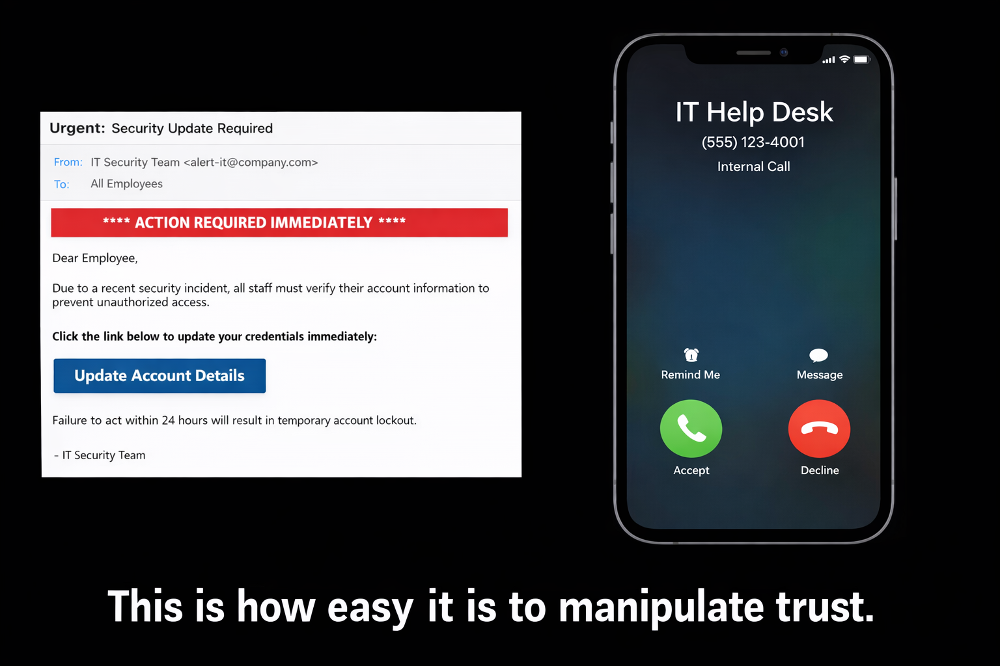 Urgent: Security Update Required
From: IT Security Team <alert-it@company.com>
To: All Employees
**** ACTION REQUIRED IMMEDIATELY ****
Dear Employee,
Due to a recent security incident, all staff must verify their account information to
prevent unauthorized access.
Click the link below to update your credentials immediately:
Update Account Details
Failure to act within 24 hours will result in temporary account lockout.
- IT Security Team
IT Help Desk
(555) 123-4001
Internal Call
Remind Me
Message
Accept
Decline
This is how easy it is to manipulate trust.